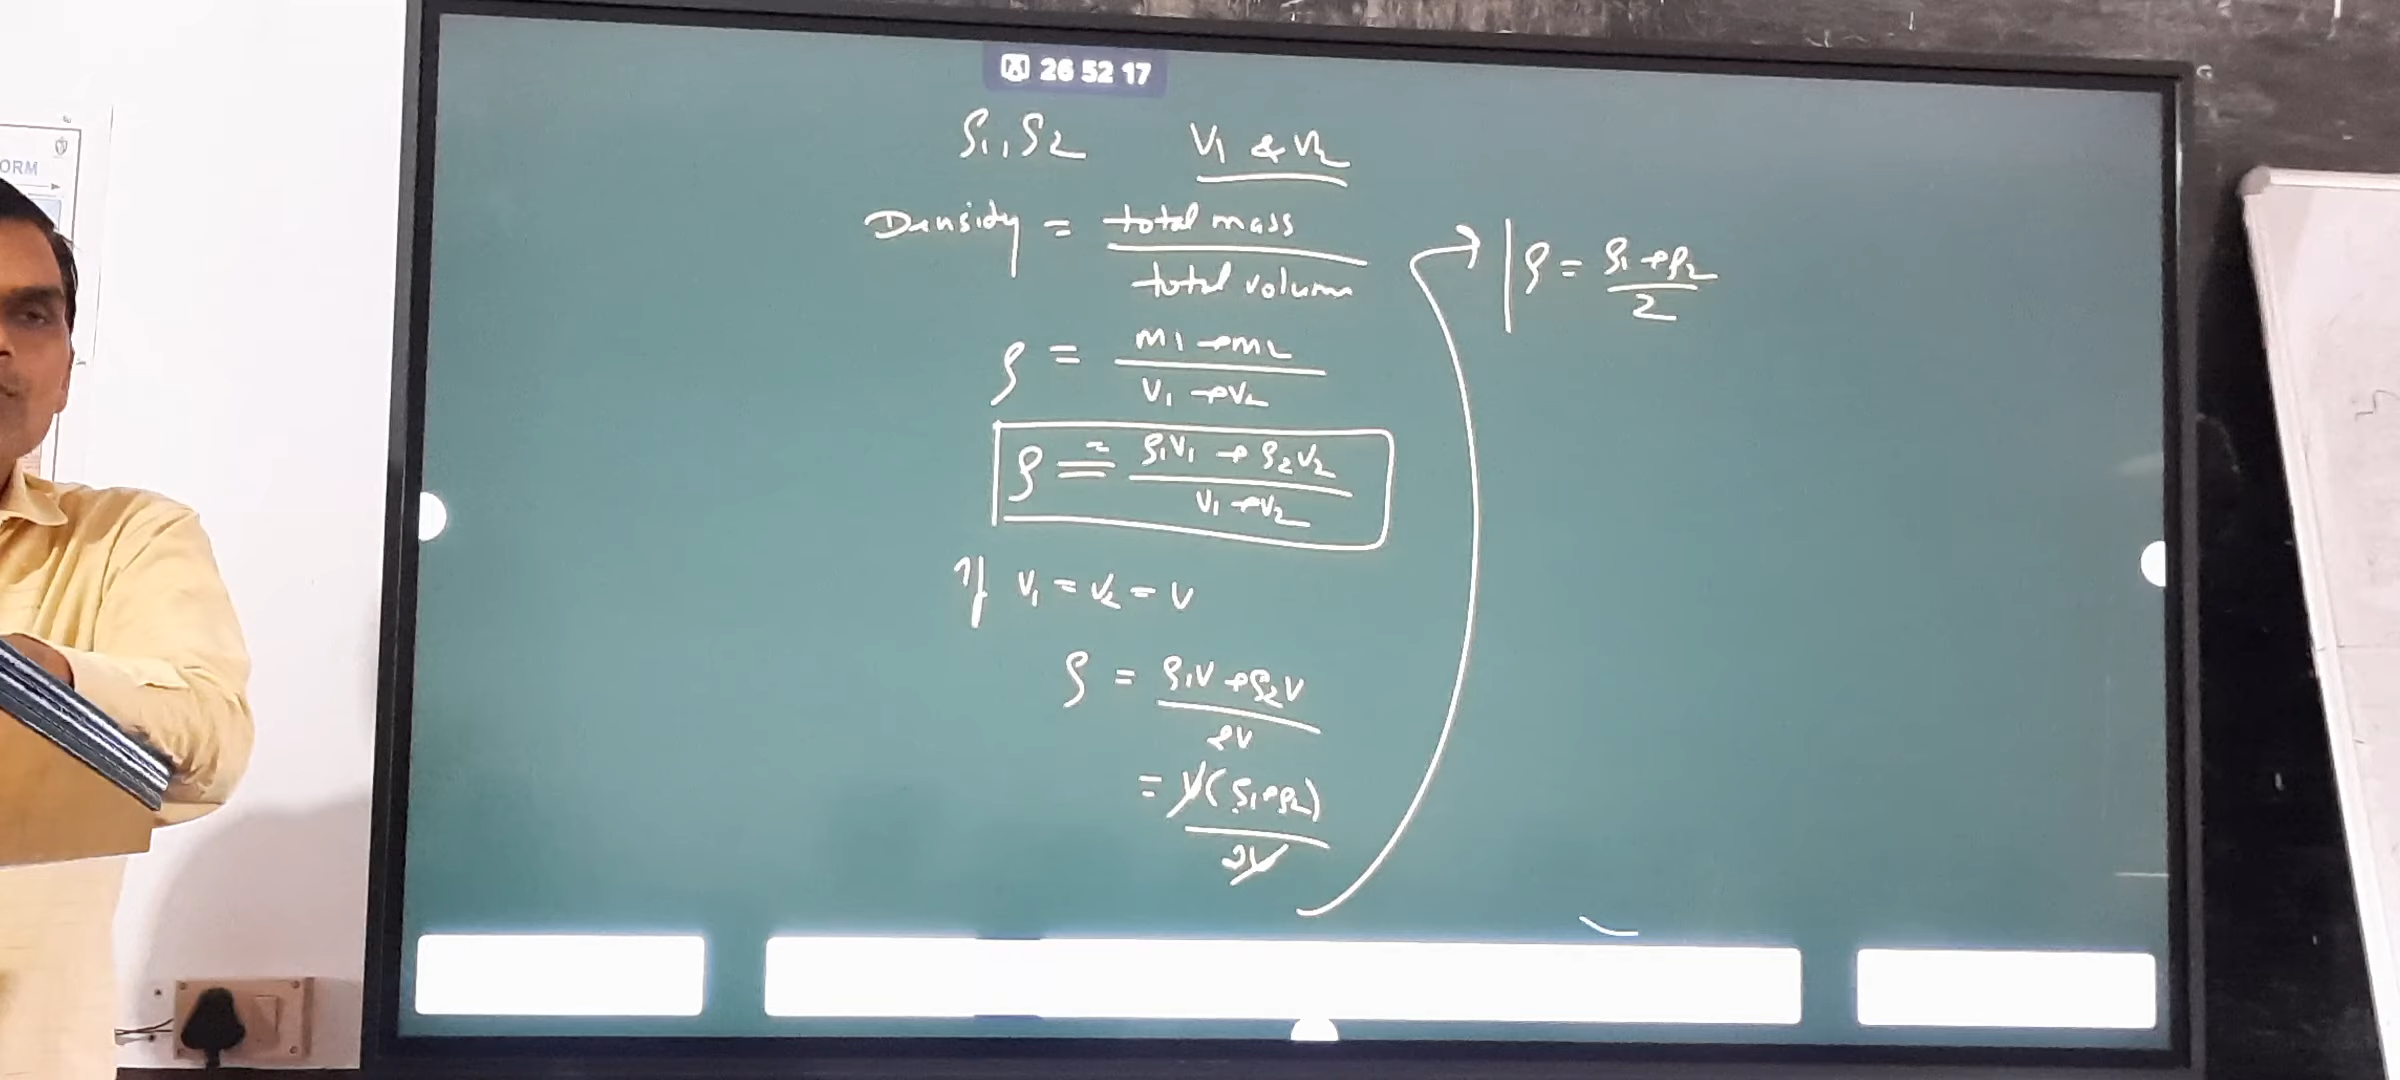 ORM
26 52 17
ρ1, ρ2 V1 & V2
Density = total mass / total volum
ρ = m1 + m2 / V1 + V2
ρ = ρ1V1 + ρ2V2 / V1 + V2
If V1 = V2 = V
ρ = ρ1V + ρ2V / 2V
= V(ρ1+ρ2) / 2V
ρ = ρ1 + ρ2 / 2